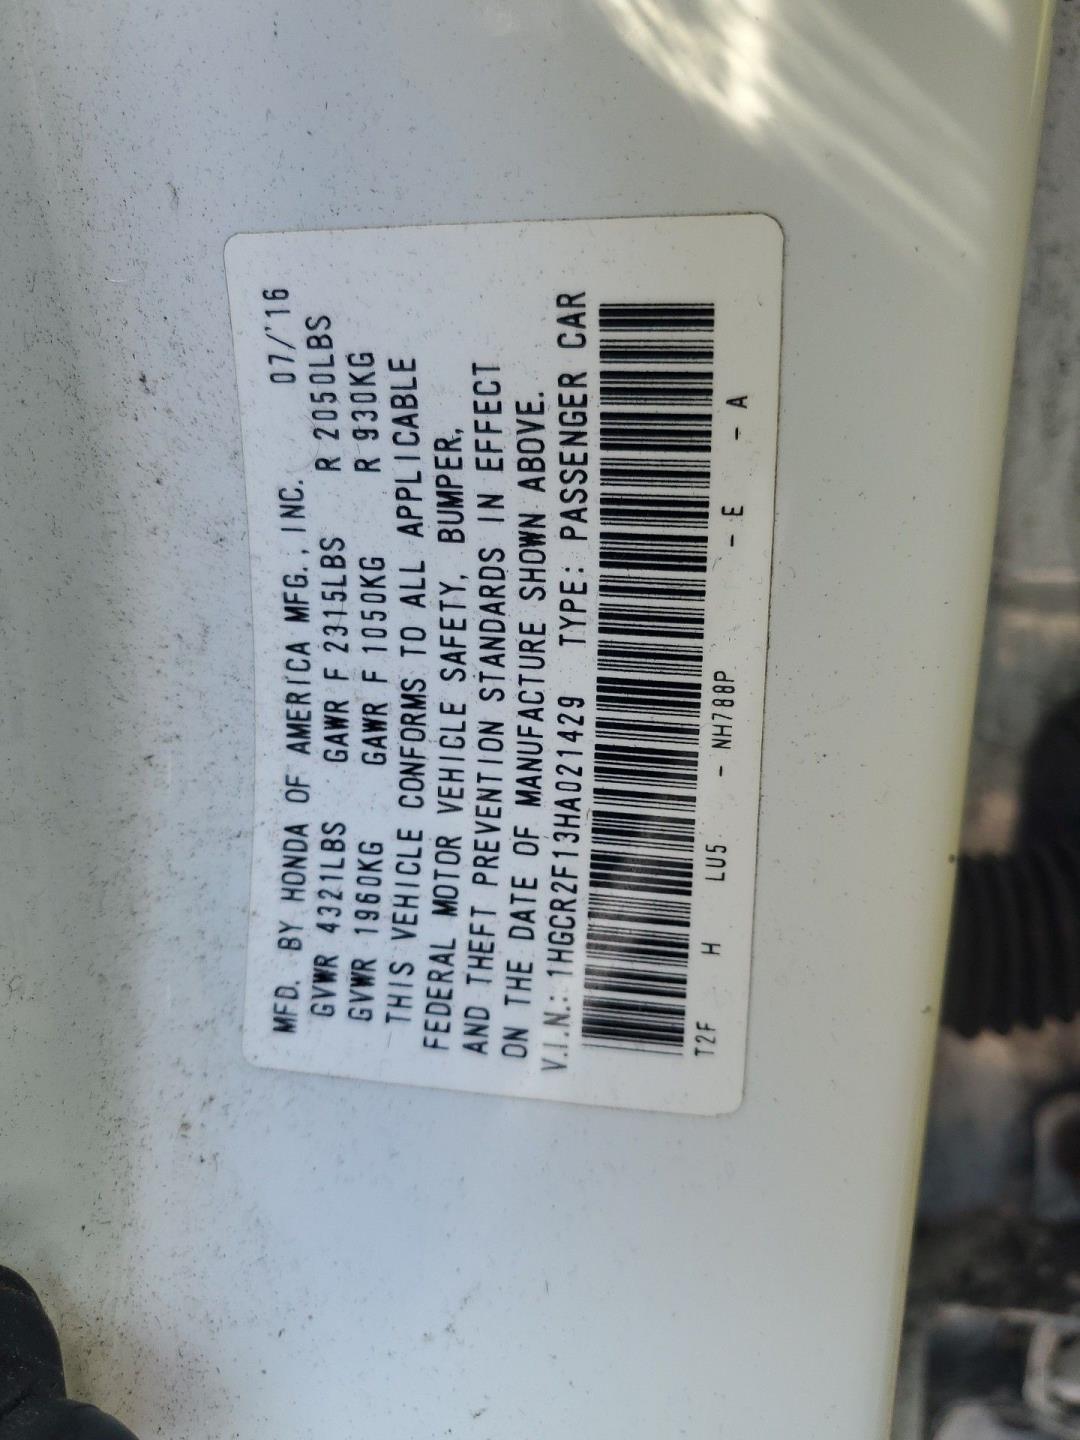 MFD. BY HONDA OF AMERICA MFG., INC. 07/'16
GVWR 4321LBS GAWR F 2315LBS R 2050LBS
GVWR 1960KG GAWR F 1050KG R 930KG
THIS VEHICLE CONFORMS TO ALL APPLICABLE
FEDERAL MOTOR VEHICLE SAFETY, BUMPER,
AND THEFT PREVENTION STANDARDS IN EFFECT
ON THE DATE OF MANUFACTURE SHOWN ABOVE.
V.I.N.: 1HGCR2F13HA021429 TYPE: PASSENGER CAR
T2F H LU5 - NH788P - E - A